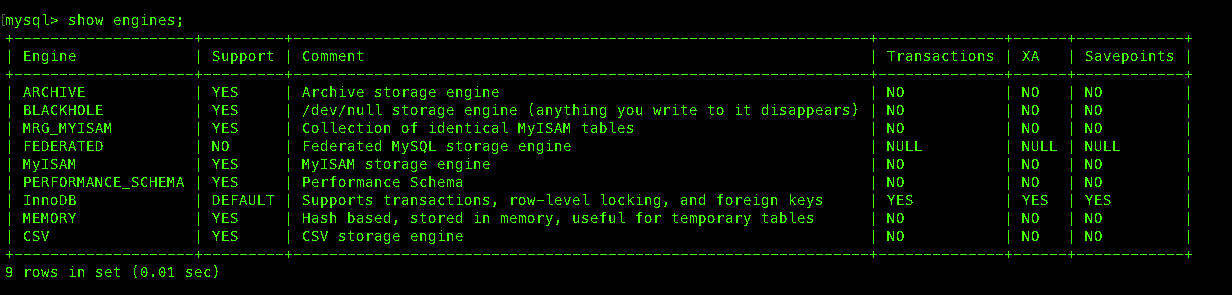 [mysql> show engines;
+--------------------+---------+----------------------------------------------------------------+--------------+------+------------+
| Engine             | Support | Comment                                                        | Transactions | XA   | Savepoints |
+--------------------+---------+----------------------------------------------------------------+--------------+------+------------+
| ARCHIVE            | YES     | Archive storage engine                                         | NO           | NO   | NO         |
| BLACKHOLE          | YES     | /dev/null storage engine (anything you write to it disappears) | NO           | NO   | NO         |
| MRG_MYISAM         | YES     | Collection of identical MyISAM tables                          | NO           | NO   | NO         |
| FEDERATED          | NO      | Federated MySQL storage engine                                 | NULL         | NULL | NULL       |
| MyISAM             | YES     | MyISAM storage engine                                          | NO           | NO   | NO         |
| PERFORMANCE_SCHEMA | YES     | Performance Schema                                             | NO           | NO   | NO         |
| InnoDB             | DEFAULT | Supports transactions, row-level locking, and foreign keys     | YES          | YES  | YES        |
| MEMORY             | YES     | Hash based, stored in memory, useful for temporary tables      | NO           | NO   | NO         |
| CSV                | YES     | CSV storage engine                                             | NO           | NO   | NO         |
+--------------------+---------+----------------------------------------------------------------+--------------+------+------------+
9 rows in set (0.01 sec)